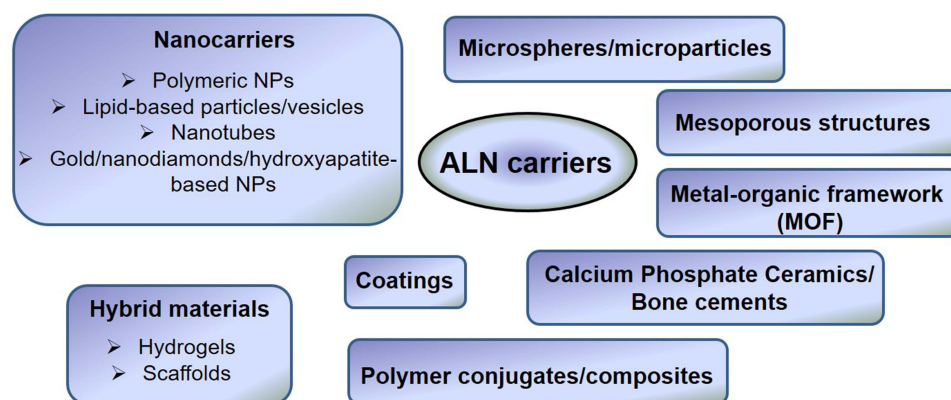 Nanocarriers
➢ Polymeric NPs
➢ Lipid-based particles/vesicles
➢ Nanotubes
➢ Gold/nanodiamonds/hydroxyapatite-
based NPs
Microspheres/microparticles
Mesoporous structures
ALN carriers
Metal-organic framework
(MOF)
Coatings
Calcium Phosphate Ceramics/
Bone cements
Hybrid materials
➢ Hydrogels
➢ Scaffolds
Polymer conjugates/composites